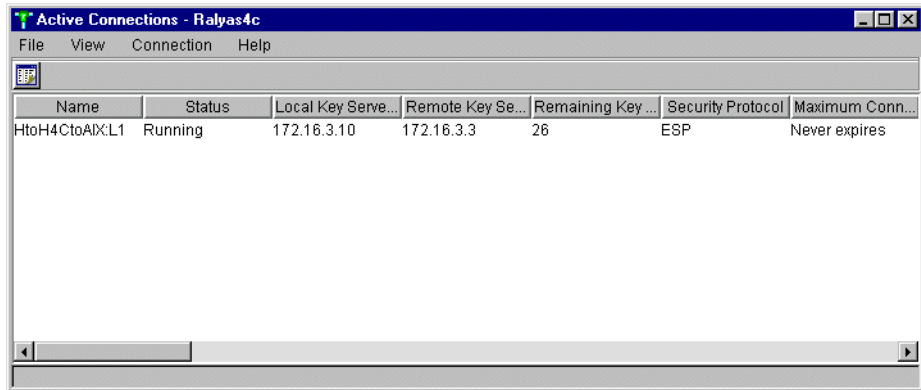 Active Connections - Ralyas4c
File View Connection Help
Name Status Local Key Serve... Remote Key Se... Remaining Key ... Security Protocol Maximum Conn...
HtoH4CtoAIX:L1 Running 172.16.3.10 172.16.3.3 26 ESP Never expires